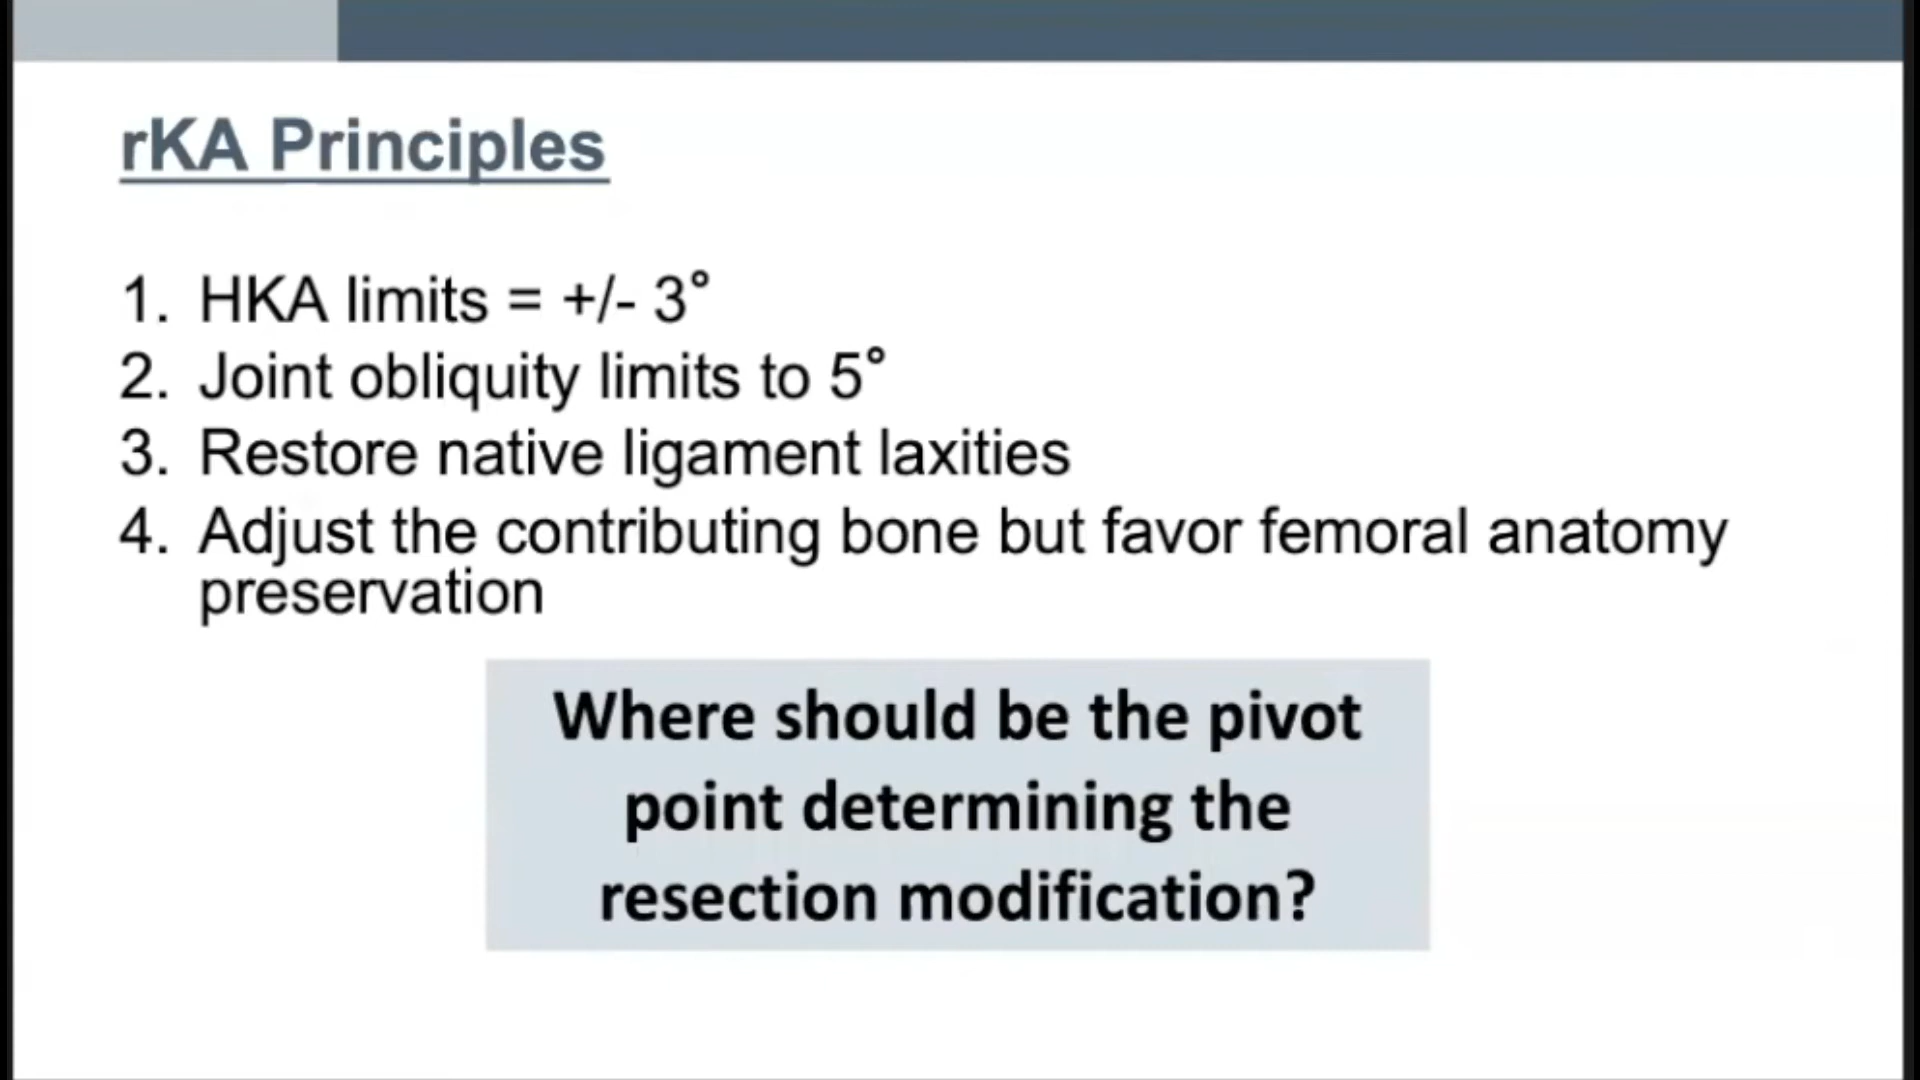 rKA Principles
1. HKA limits = +/- 3°
2. Joint obliquity limits to 5°
3. Restore native ligament laxities
4. Adjust the contributing bone but favor femoral anatomy
preservation
Where should be the pivot
point determining the
resection modification?